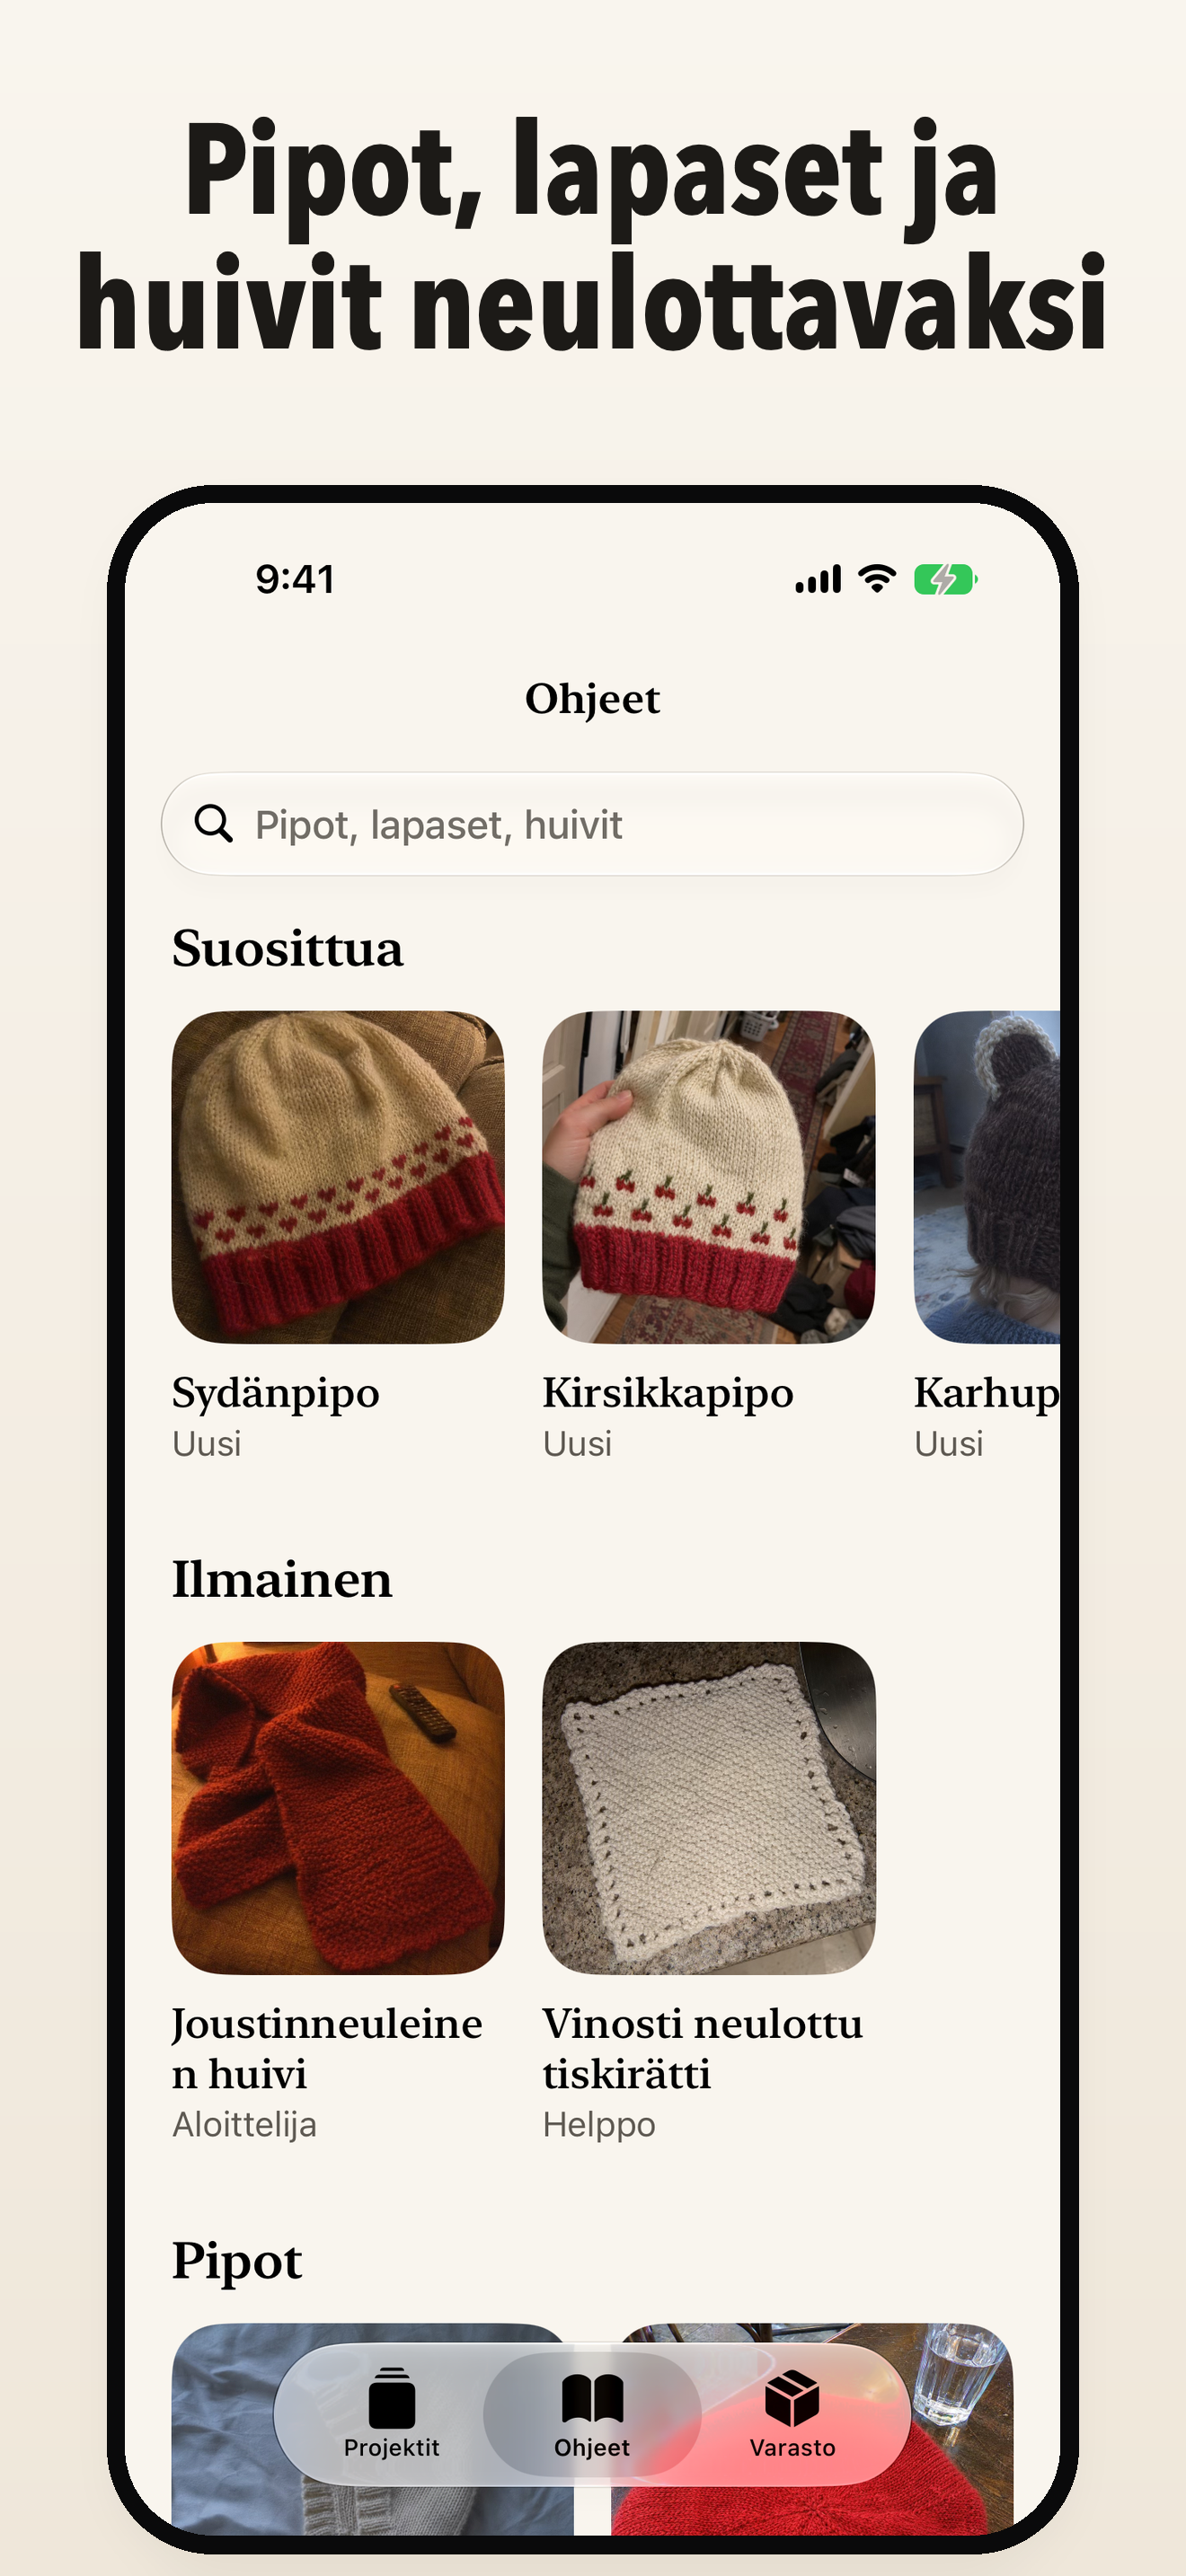 Pipot, lapaset ja
huivit neulottavaksi
9:41
Ohjeet
Pipot, lapaset, huivit
Suosittua
Sydänpipo
Uusi
Kirsikkapipo
Uusi
Karhup
Uusi
Ilmainen
Joustinneuleine
n huivi
Aloittelija
Vinosti neulottu
tiskirätti
Helppo
Pipot
Projektit
Ohjeet
Varasto